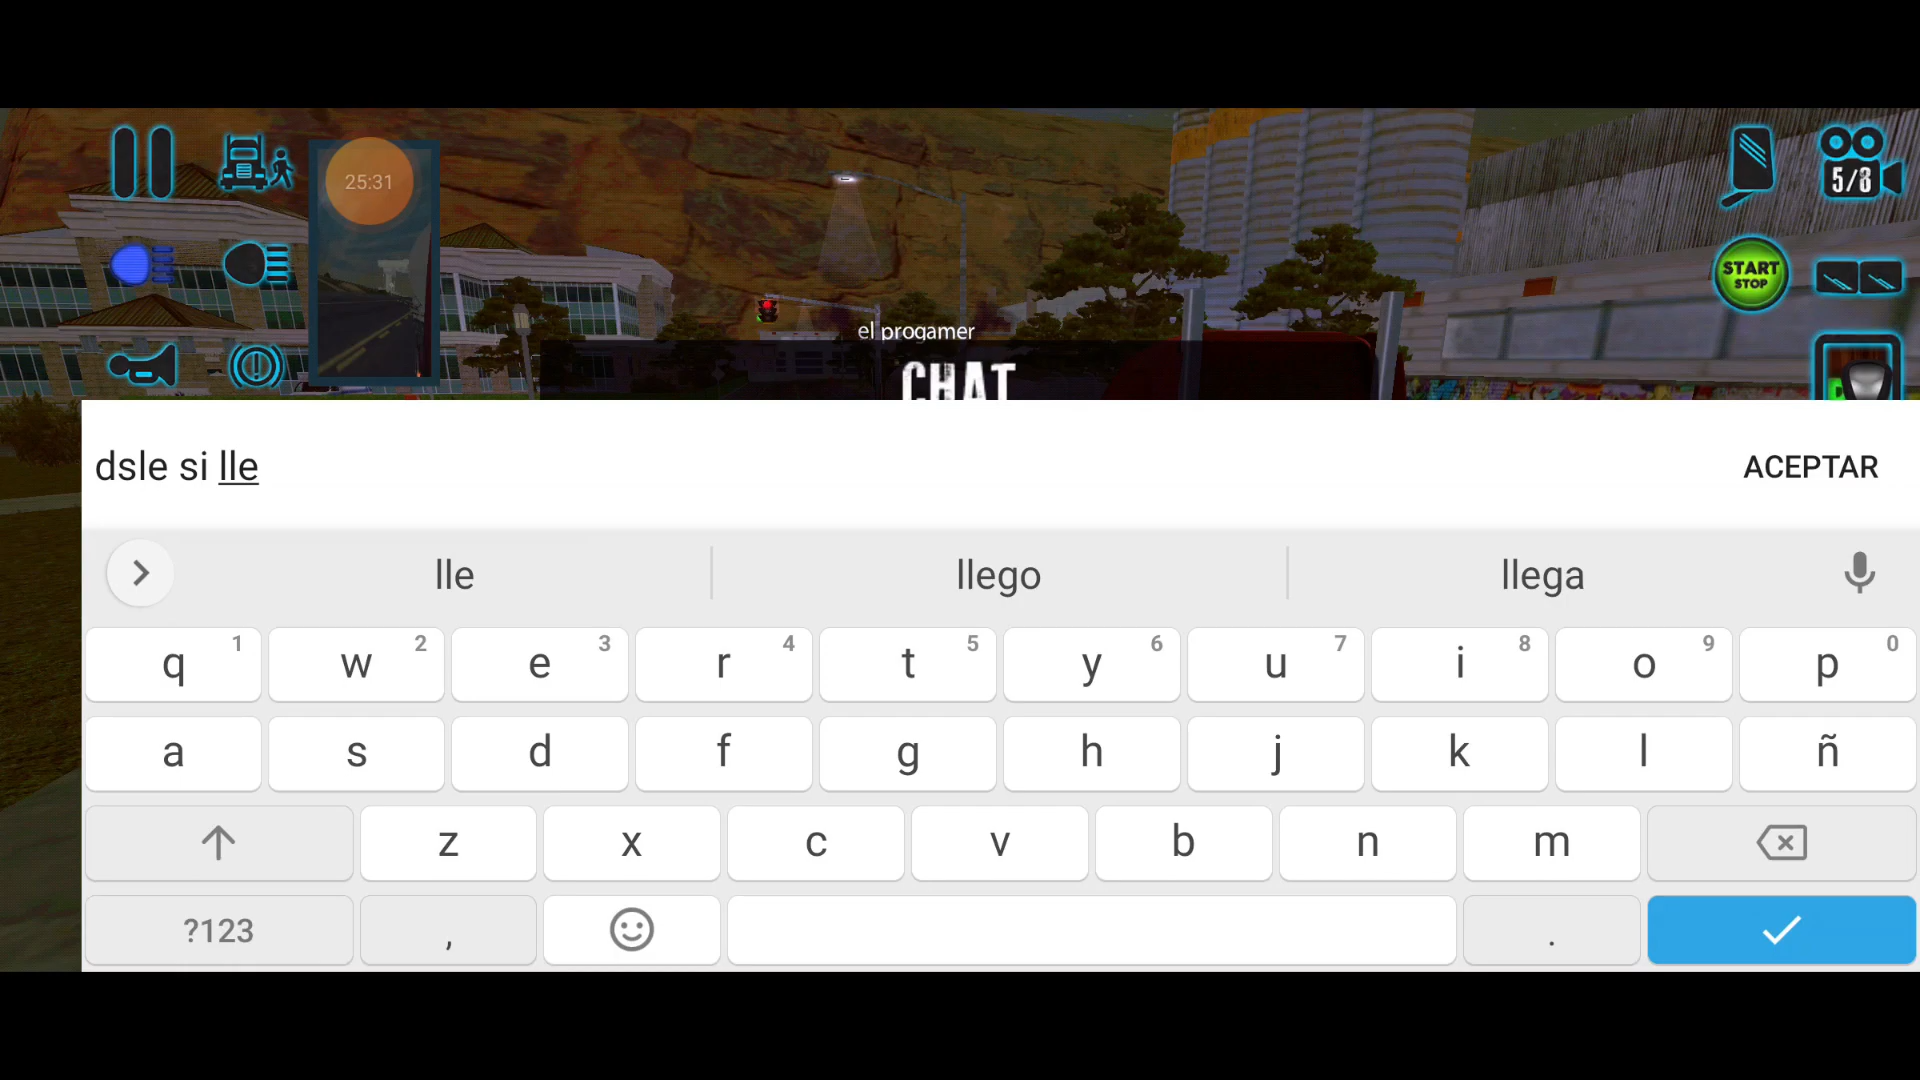 25:31
5/8
START
STOP
el progamer
CHAT
dsle si lle
ACEPTAR
lle
llego
llega
q 1 w 2 e 3 r 4 t 5 y 6 u 7 i 8 o 9 p 0
a s d f g h j k l ñ
z x c v b n m
?123 , .